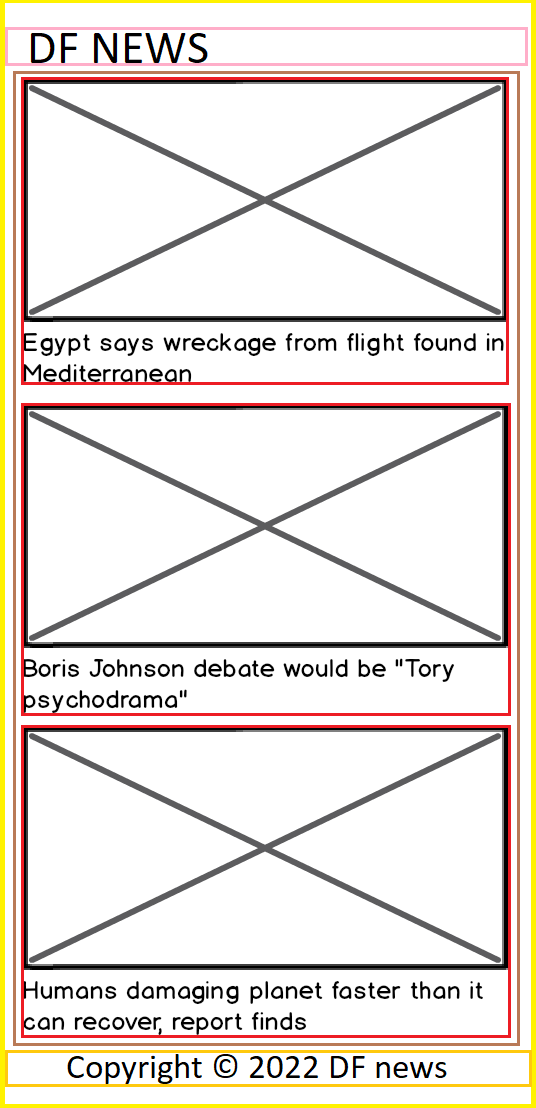 DF NEWS
Egypt says wreckage from flight found in
Mediterranean
Boris Johnson debate would be "Tory
psychodrama"
Humans damaging planet faster than it
can recover, report finds
Copyright © 2022 DF news